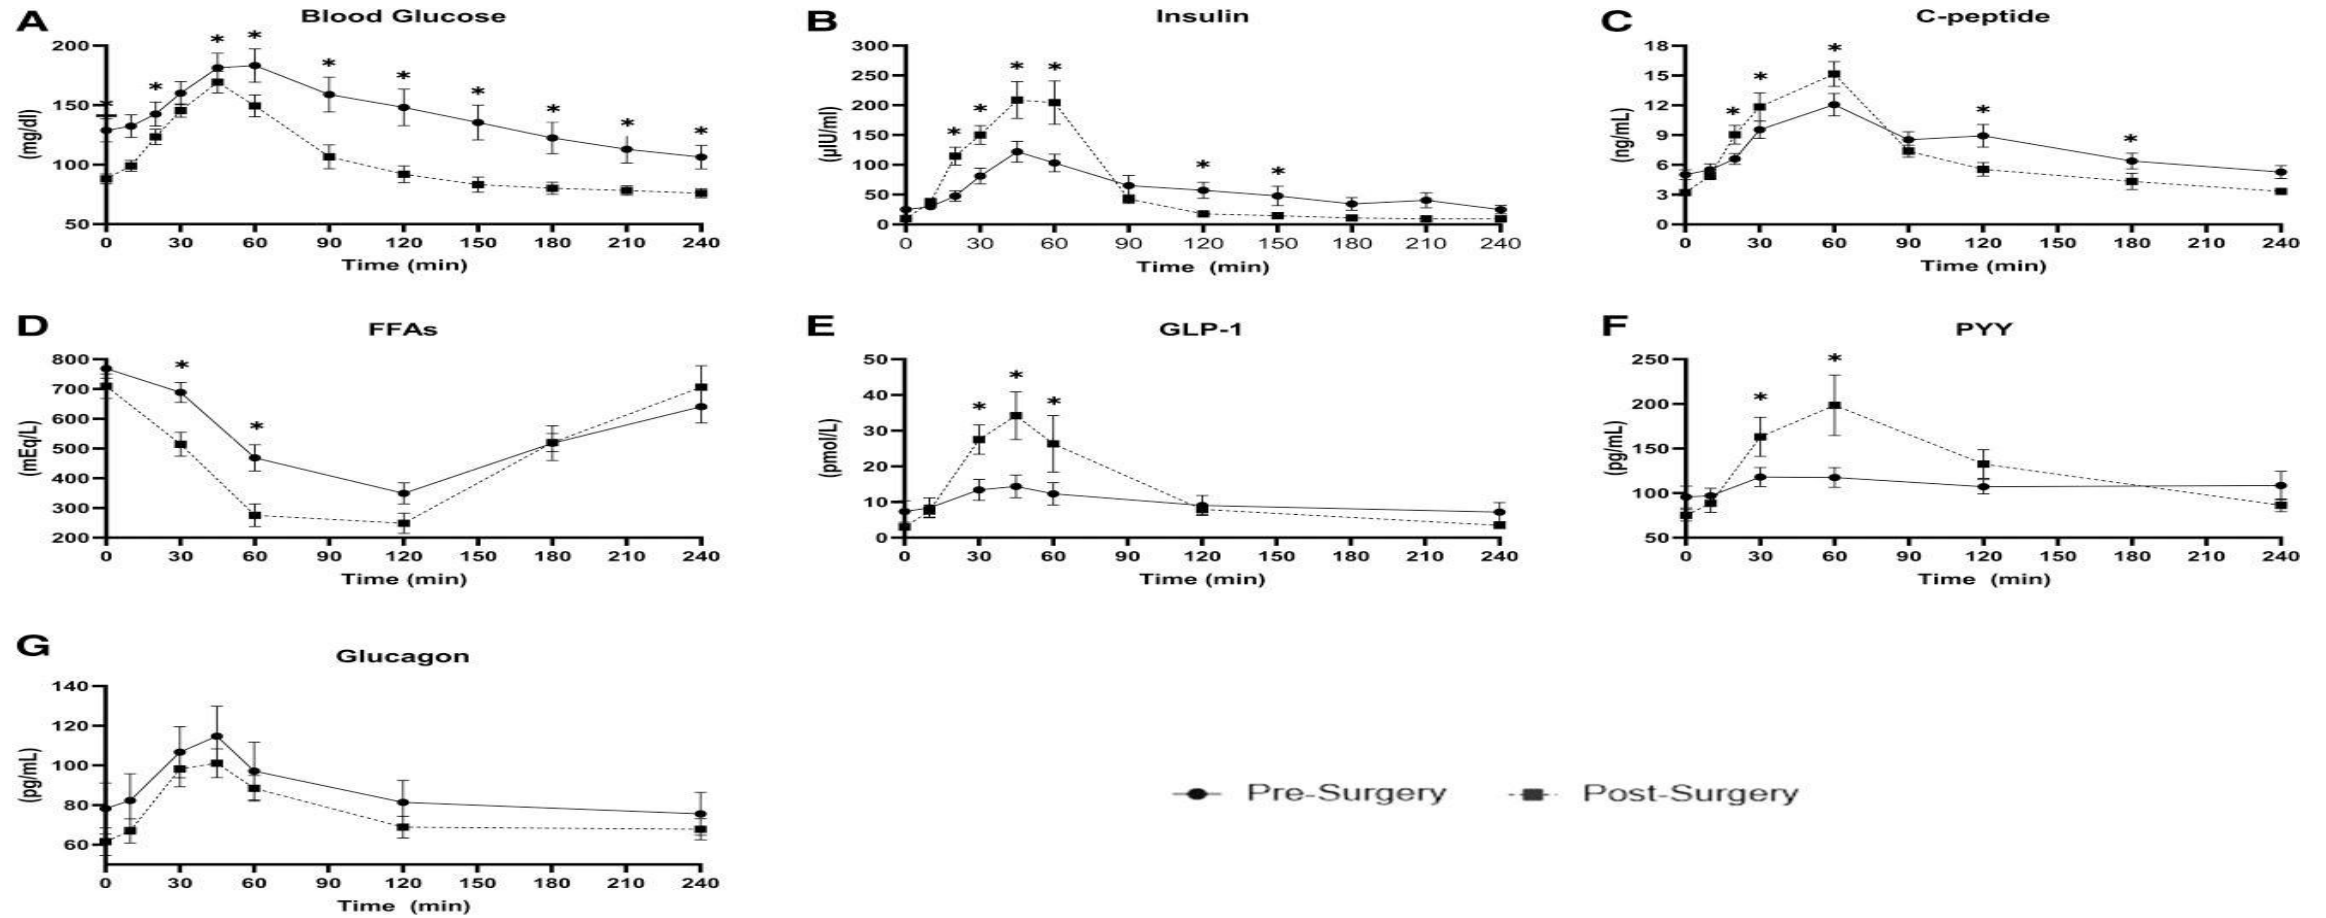 A Blood Glucose
200
150
100
50
(mg/dl)
* * * * * * * * * *
0 30 60 90 120 150 180 210 240
Time (min)
B Insulin
300
250
200
150
100
50
0
(µIU/ml)
* * * * * *
0 30 60 90 120 150 180 210 240
Time (min)
C C-peptide
18
15
12
9
6
3
0
(ng/mL)
* * * * *
0 30 60 90 120 150 180 210 240
Time (min)
D FFAs
800
700
600
500
400
300
200
(mEq/L)
* *
0 30 60 90 120 150 180 210 240
Time (min)
E GLP-1
50
40
30
20
10
0
(pmol/L)
* * *
0 30 60 90 120 150 180 210 240
Time (min)
F PYY
250
200
150
100
50
(pg/mL)
* *
0 30 60 90 120 150 180 210 240
Time (min)
G Glucagon
140
120
100
80
60
(pg/mL)
0 30 60 90 120 150 180 210 240
Time (min)
Pre-Surgery Post-Surgery